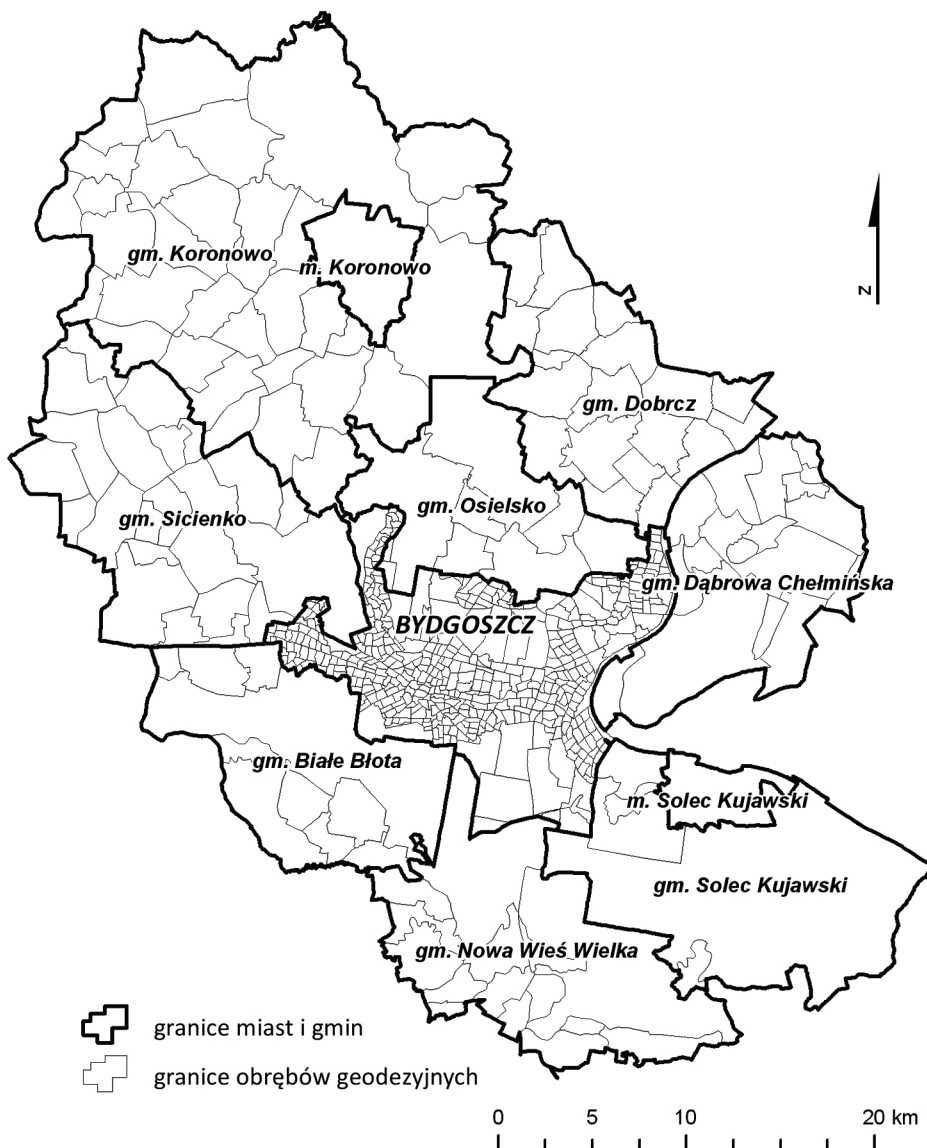 gm. Koronowo
m. Koronowo
N
gm. Dobrcz
gm. Osielsko
gm. Sicienko
gm. Dąbrowa Chełmińska
BYDGOSZCZ
gm. Białe Błota
m. Solec Kujawski
gm. Solec Kujawski
gm. Nowa Wieś Wielka
granice miast i gmin
granice obrębów geodezyjnych
0 5 10 20 km